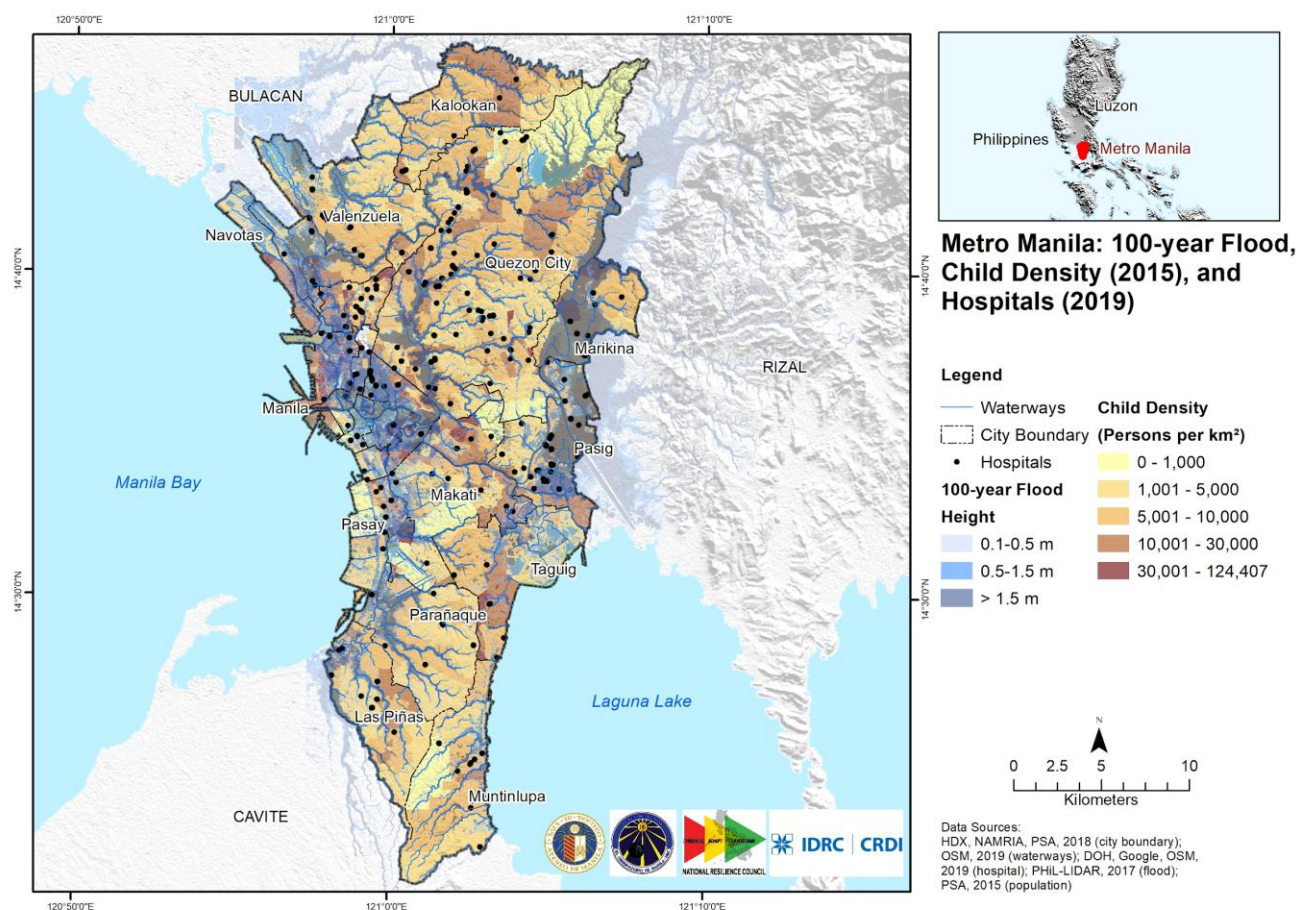 120°50'0"E
121°0'0"E
121°10'0"E
BULACAN
Kalookan
Valenzuela
Navotas
Quezon City
14°40'0"N
14°40'0"N
Marikina
RIZAL
Manila
Pasig
Manila Bay
Makati
Pasay
Taguig
14°30'0"N
14°30'0"N
Parañaque
Laguna Lake
Las Piñas
Muntinlupa
CAVITE
NATIONAL RESILIENCE COUNCIL
IDRC | CRDI
120°50'0"E
121°0'0"E
121°10'0"E
Luzon
Philippines
Metro Manila
Metro Manila: 100-year Flood,
Child Density (2015), and
Hospitals (2019)
Legend
Waterways
City Boundary
Hospitals
100-year Flood
Height
0.1-0.5 m
0.5-1.5 m
> 1.5 m
Child Density
(Persons per km²)
0 - 1,000
1,001 - 5,000
5,001 - 10,000
10,001 - 30,000
30,001 - 124,407
N
0 2.5 5 10
Kilometers
Data Sources:
HDX, NAMRIA, PSA, 2018 (city boundary);
OSM, 2019 (waterways); DOH, Google, OSM,
2019 (hospital); PHiL-LIDAR, 2017 (flood);
PSA, 2015 (population)